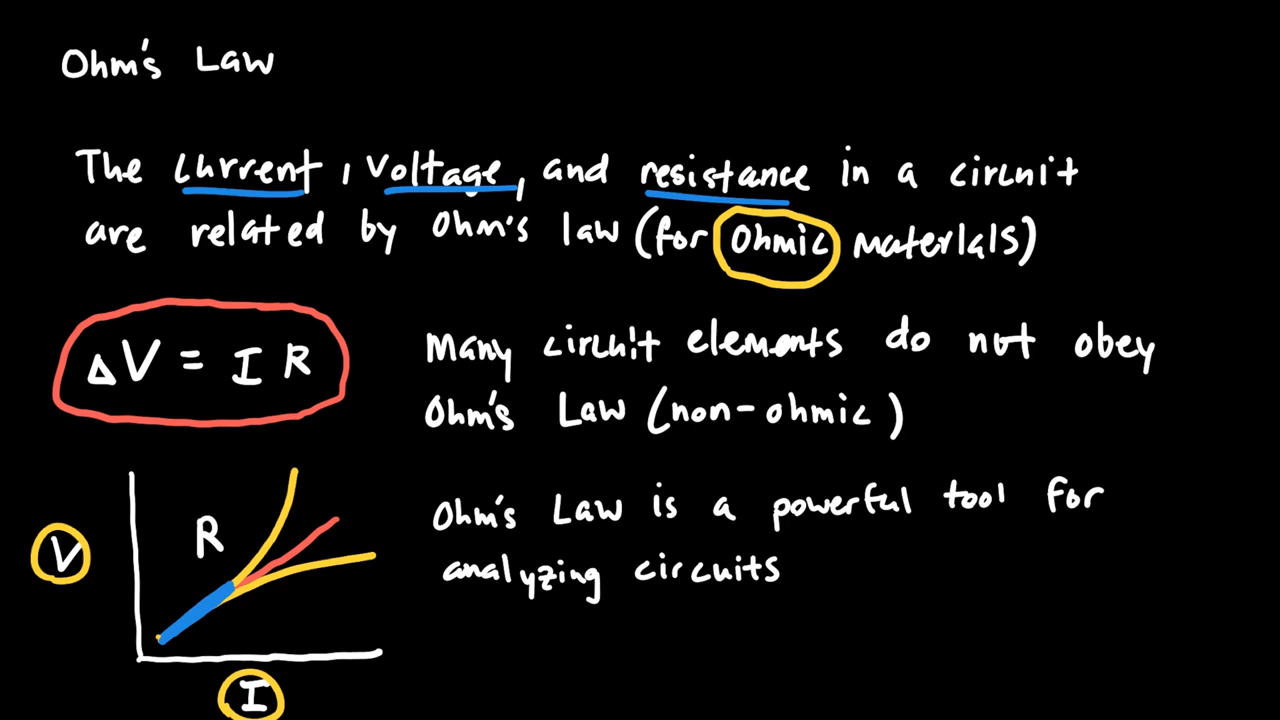 Ohm's Law
The current, voltage, and resistance in a circuit
are related by Ohm's law (for Ohmic materials)
ΔV = I R
Many circuit elements do not obey
Ohm's Law (non-ohmic)
R
V
I
Ohm's Law is a powerful tool for
analyzing circuits